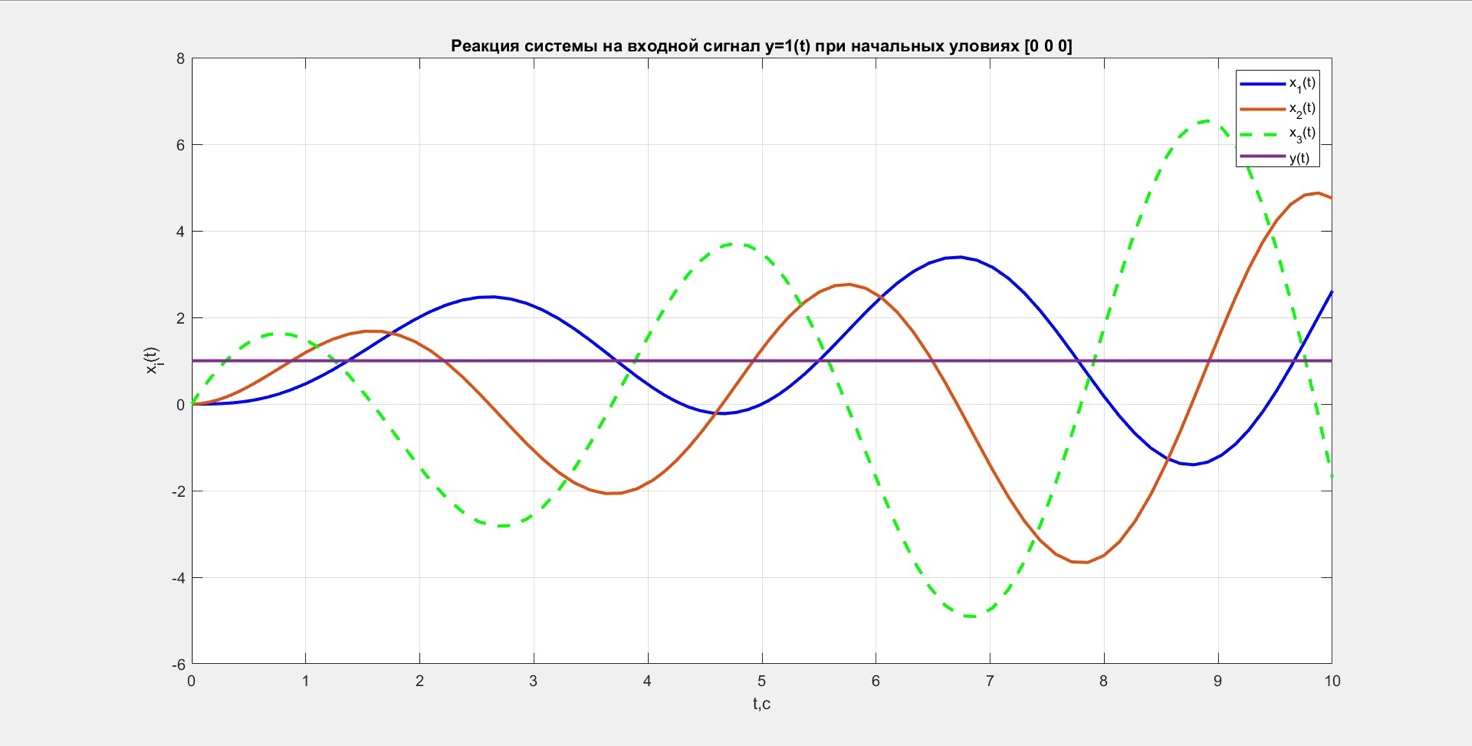 Реакция системы на входной сигнал y=1(t) при начальных уловиях [0 0 0]
8
6
4
2
0
-2
-4
-6
x_i(t)
x_1(t)
x_2(t)
x_3(t)
y(t)
0 1 2 3 4 5 6 7 8 9 10
t,c